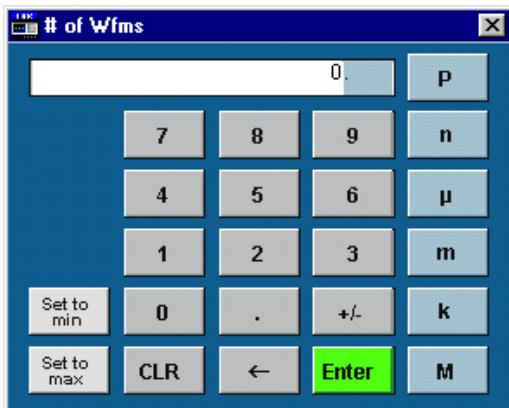 TEK # of Wfms
0.
p
7 8 9 n
4 5 6 µ
1 2 3 m
Set to min 0 . +/- k
Set to max CLR ← Enter M